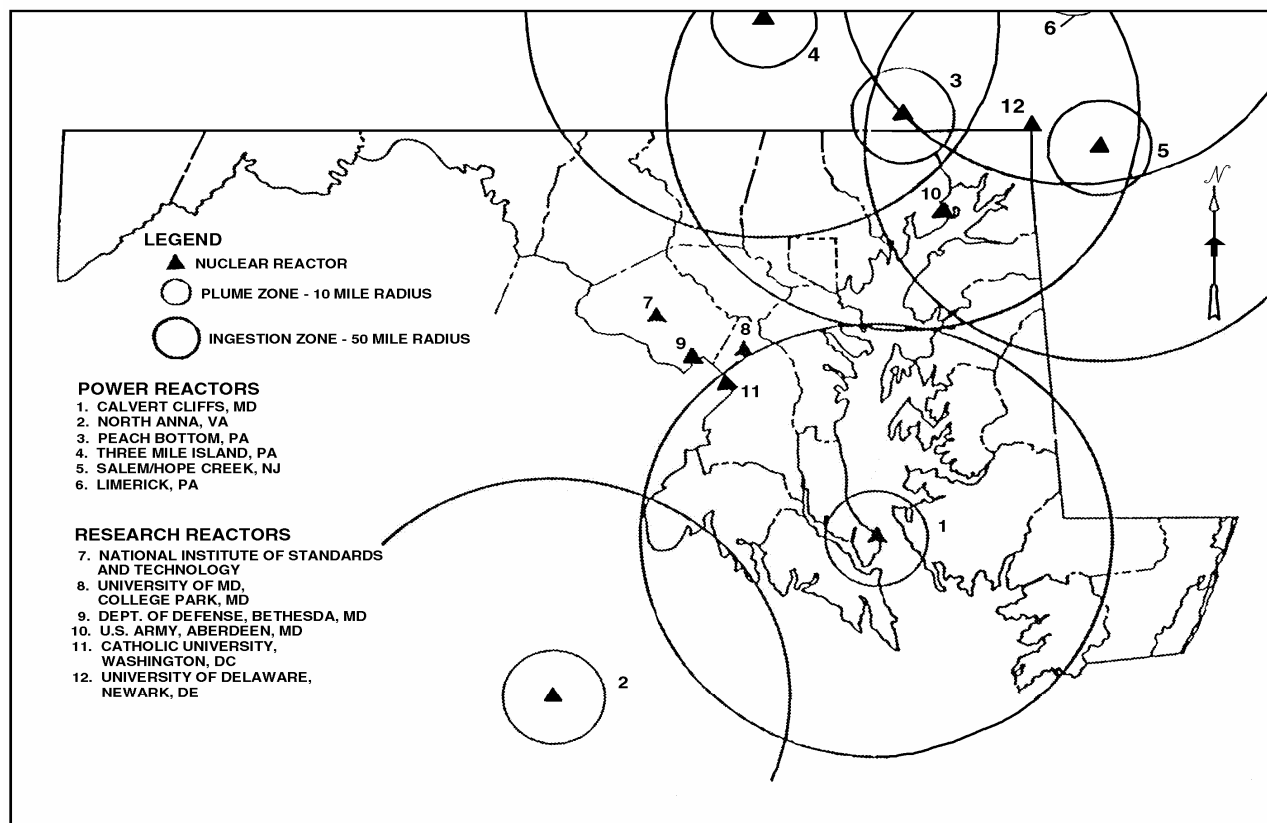 6
4
3
12
5
N
10
LEGEND
NUCLEAR REACTOR
PLUME ZONE - 10 MILE RADIUS
7
8
INGESTION ZONE - 50 MILE RADIUS
9
11
POWER REACTORS
1. CALVERT CLIFFS, MD
2. NORTH ANNA, VA
3. PEACH BOTTOM, PA
4. THREE MILE ISLAND, PA
5. SALEM/HOPE CREEK, NJ
6. LIMERICK, PA
1
RESEARCH REACTORS
7. NATIONAL INSTITUTE OF STANDARDS
AND TECHNOLOGY
8. UNIVERSITY OF MD,
COLLEGE PARK, MD
9. DEPT. OF DEFENSE, BETHESDA, MD
10. U.S. ARMY, ABERDEEN, MD
11. CATHOLIC UNIVERSITY,
WASHINGTON, DC
12. UNIVERSITY OF DELAWARE,
NEWARK, DE
2